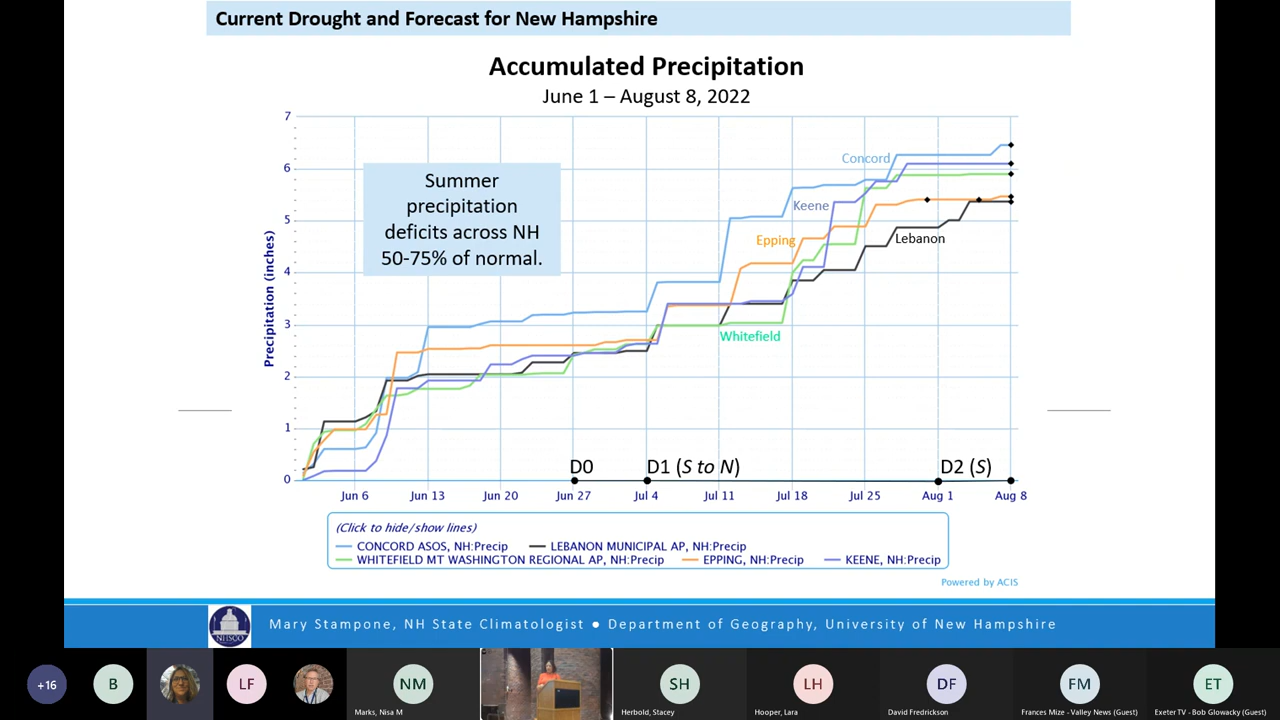 Current Drought and Forecast for New Hampshire
Accumulated Precipitation
June 1 – August 8, 2022
7
6
5
4
3
2
1
0
Precipitation (inches)
Summer
precipitation
deficits across NH
50-75% of normal.
Concord
Keene
Epping
Lebanon
Whitefield
D0
D1 (S to N)
D2 (S)
Jun 6
Jun 13
Jun 20
Jun 27
Jul 4
Jul 11
Jul 18
Jul 25
Aug 1
Aug 8
(Click to hide/show lines)
CONCORD ASOS, NH:Precip LEBANON MUNICIPAL AP, NH:Precip
WHITEFIELD MT WASHINGTON REGIONAL AP, NH:Precip EPPING, NH:Precip KEENE, NH:Precip
Powered by ACIS
NHSCO
Mary Stampone, NH State Climatologist ● Department of Geography, University of New Hampshire
+16
B
LF
NM
Marks, Nisa M
SH
Herbold, Stacey
LH
Hooper, Lara
DF
David Fredrickson
FM
Frances Mize - Valley News (Guest)
ET
Exeter TV - Bob Glowacky (Guest)